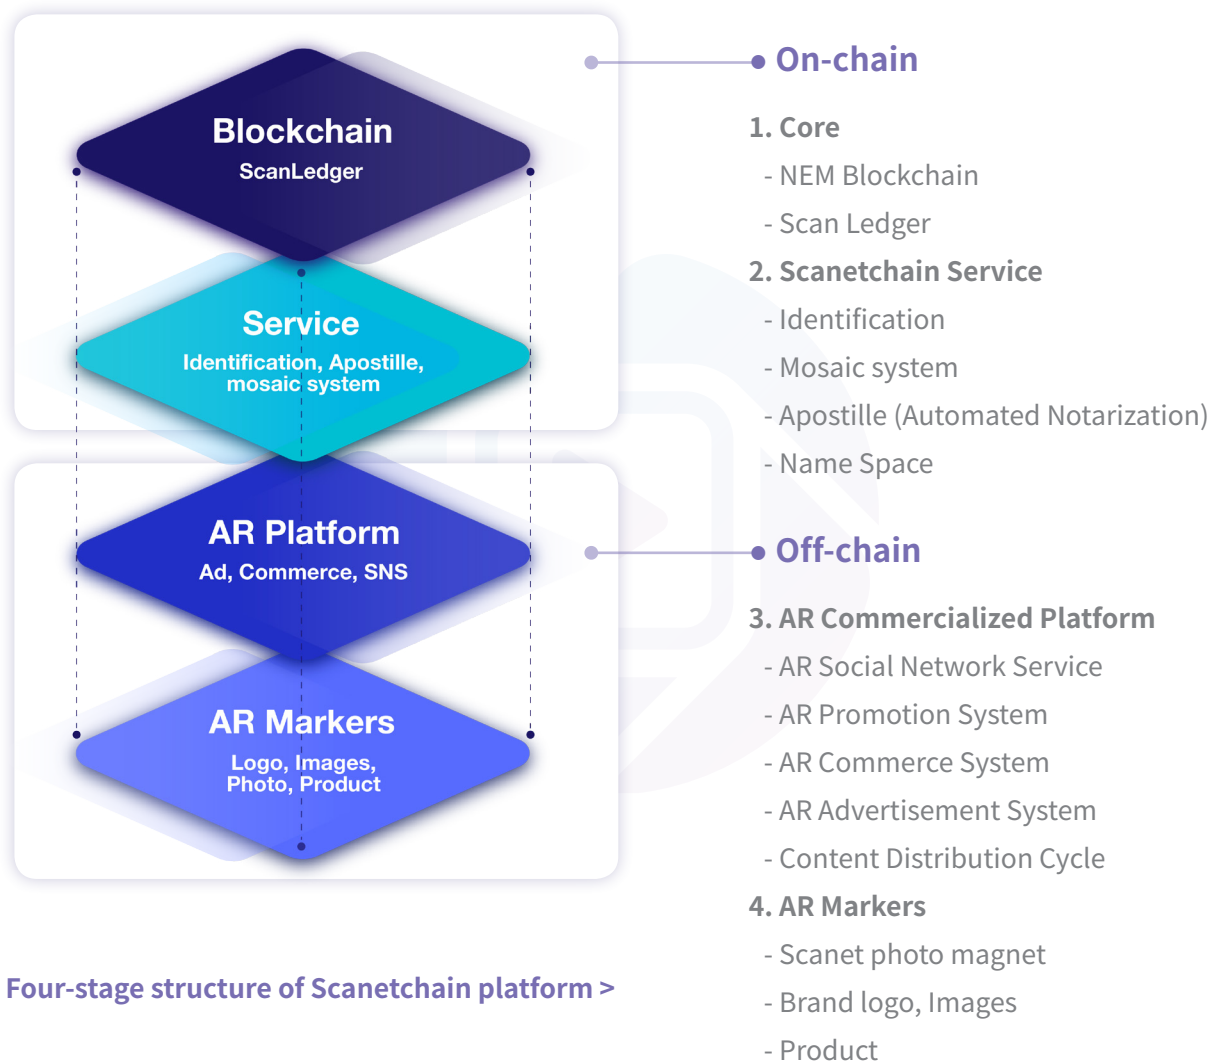 Blockchain
ScanLedger
Service
Identification, Apostille,
mosaic system
AR Platform
Ad, Commerce, SNS
AR Markers
Logo, Images,
Photo, Product
Four-stage structure of Scanetchain platform >
On-chain
1. Core
- NEM Blockchain
- Scan Ledger
2. Scanetchain Service
- Identification
- Mosaic system
- Apostille (Automated Notarization)
- Name Space
Off-chain
3. AR Commercialized Platform
- AR Social Network Service
- AR Promotion System
- AR Commerce System
- AR Advertisement System
- Content Distribution Cycle
4. AR Markers
- Scanet photo magnet
- Brand logo, Images
- Product